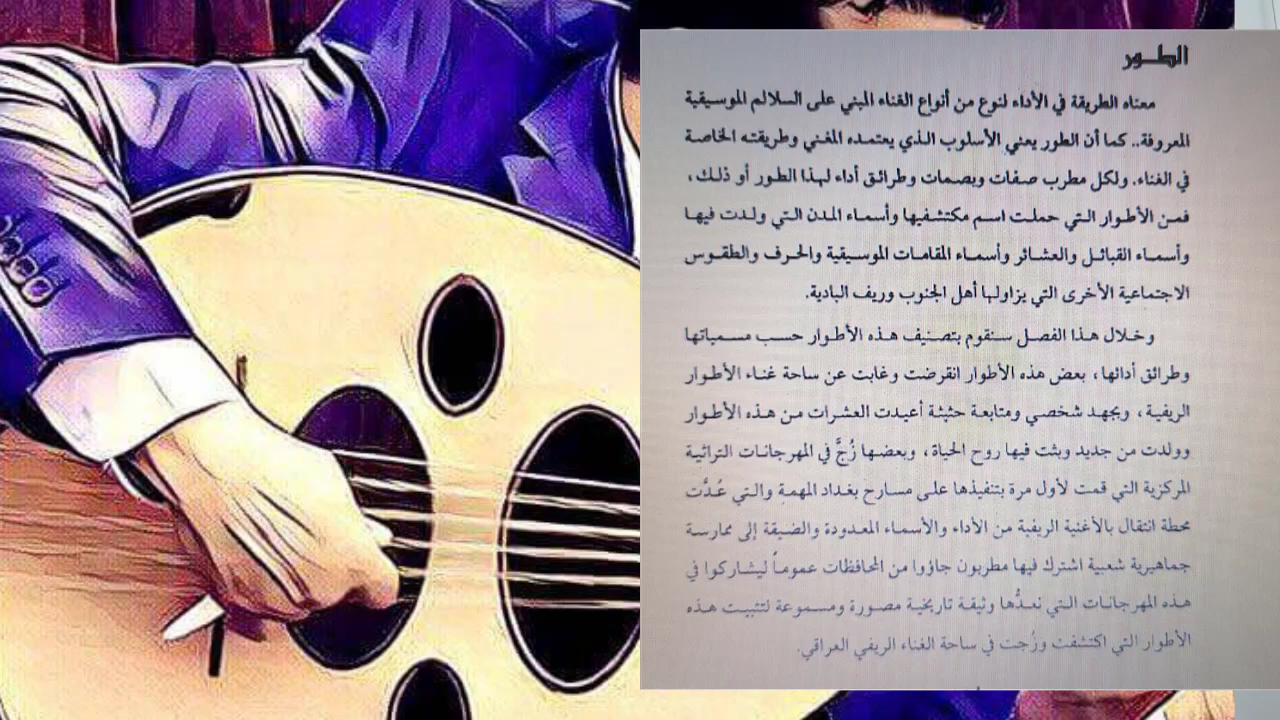 الطـور
معناه الطريقة في الأداء لنوع من أنواع الغناء المبني على السلالم الموسيقية
المعروفة.. كما أن الطور يعني الأسلوب الذي يعتمده المغني وطريقته الخاصة
في الغناء. ولكل مطرب صفات وبصمات وطرائق أداء لهذا الطور أو ذلك،
فمن الأطوار التي حملت اسم مكتشفيها وأسماء المدن التي ولدت فيها
وأسماء القبائل والعشائر وأسماء المقامات الموسيقية والحرف والطقوس
الاجتماعية الأخرى التي يزاولها أهل الجنوب وريف البادية.
وخلال هذا الفصل سنقوم بتصنيف هذه الأطوار حسب مسمياتها
وطرائق أدائها، بعض هذه الأطوار انقرضت وغابت عن ساحة غناء الأطوار
الريفية، وبجهد شخصي ومتابعة حثيثة أعيدت العشرات من هذه الأطوار
وولدت من جديد وبثت فيها روح الحياة، وبعضها زُجَّ في المهرجانات التراثية
المركزية التي قمت لأول مرة بتنفيذها على مسارح بغداد المهمة والتي عُدَّت
محطة انتقال بالأغنية الريفية من الأداء والأسماء المعدودة والضيقة إلى ممارسة
جماهيرية شعبية اشترك فيها مطربون جاؤوا من المحافظات عموماً ليشاركوا في
هذه المهرجانات التي نعدُّها وثيقة تاريخية مصورة ومسموعة لتثبيت هذه
الأطوار التي اكتشفت وزُجت في ساحة الغناء الريفي العراقي.